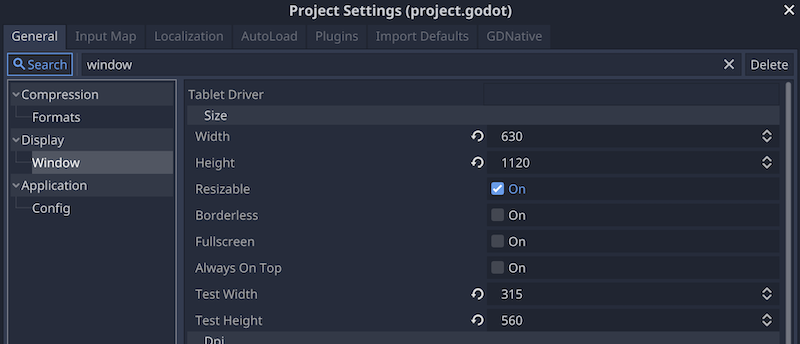 Project Settings (project.godot)
General Input Map Localization AutoLoad Plugins Import Defaults GDNative
Search window Delete
Compression
Formats
Display
Window
Application
Config
Tablet Driver
Size
Width 630
Height 1120
Resizable On
Borderless On
Fullscreen On
Always On Top On
Test Width 315
Test Height 560
Dpi